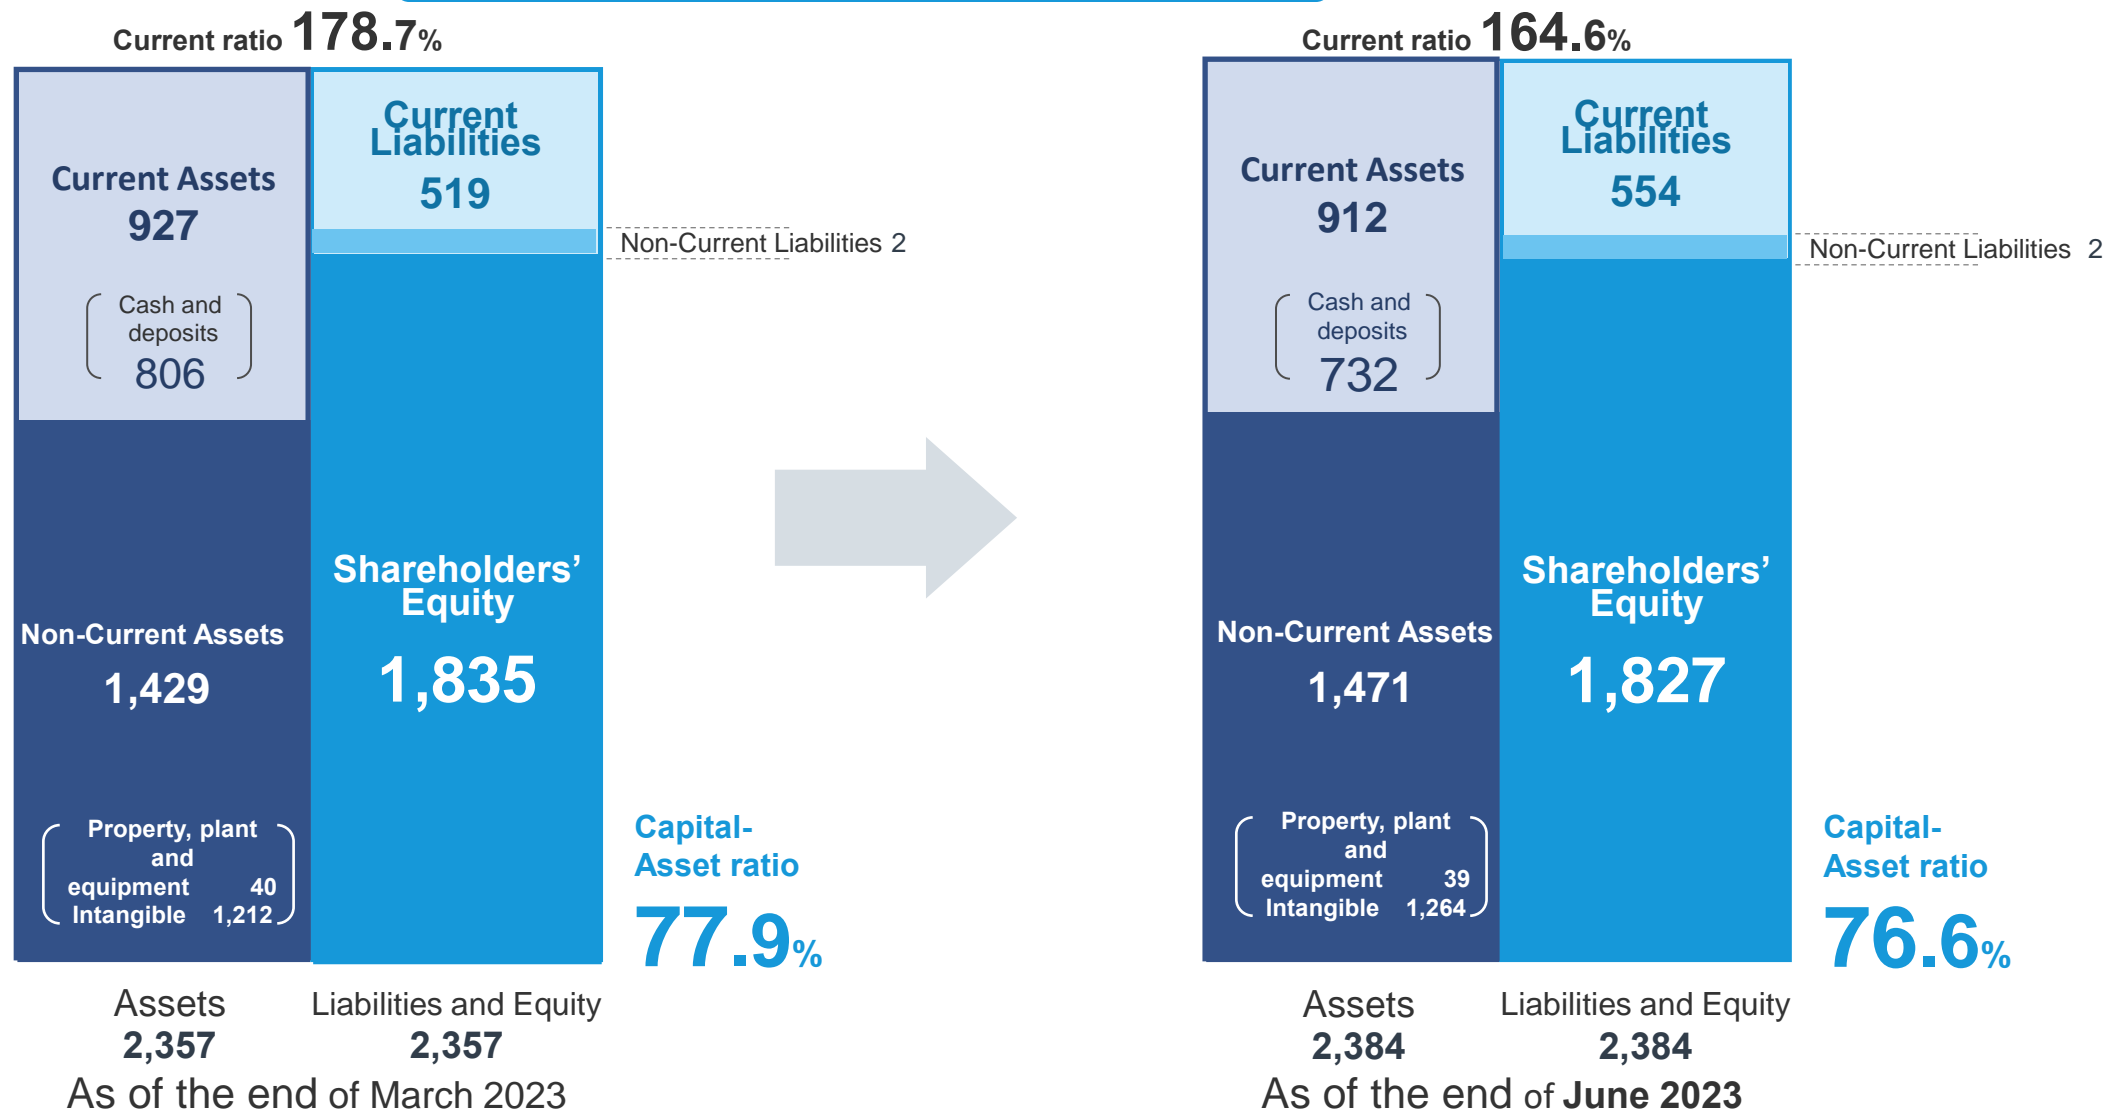 Current ratio 178.7%
Current Assets
927
Cash and
deposits
806
Non-Current Assets
1,429
Property, plant
and
equipment 40
Intangible 1,212
Current
Liabilities
519
Non-Current Liabilities 2
Shareholders’
Equity
1,835
Capital-
Asset ratio
77.9%
Assets
2,357
Liabilities and Equity
2,357
As of the end of March 2023
Current ratio 164.6%
Current Assets
912
Cash and
deposits
732
Non-Current Assets
1,471
Property, plant
and
equipment 39
Intangible 1,264
Current
Liabilities
554
Non-Current Liabilities 2
Shareholders’
Equity
1,827
Capital-
Asset ratio
76.6%
Assets
2,384
Liabilities and Equity
2,384
As of the end of June 2023